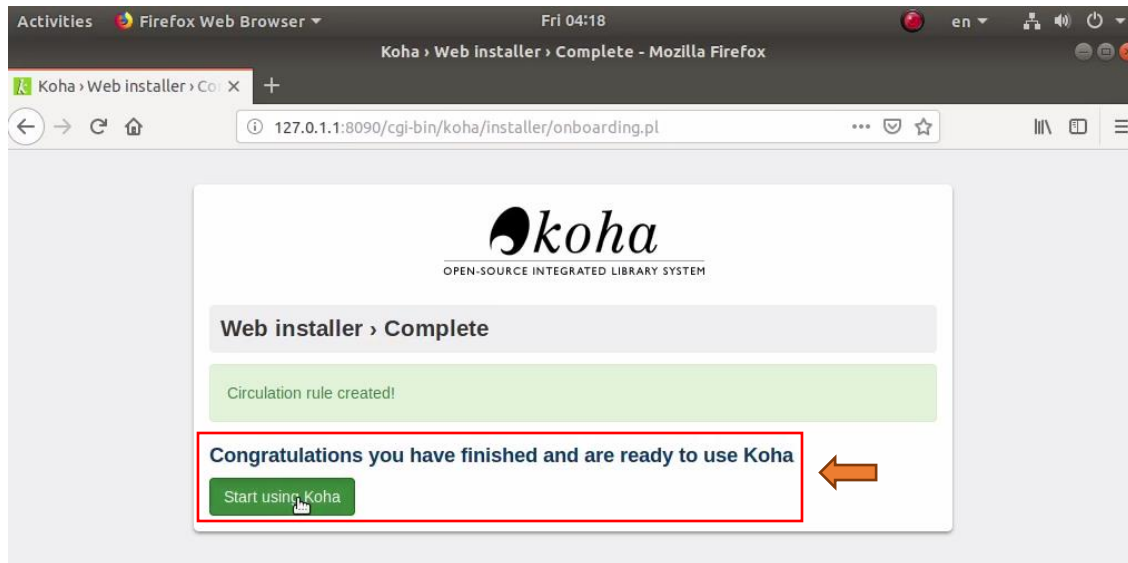 Activities Firefox Web Browser Fri 04:18 en
Koha › Web installer › Complete - Mozilla Firefox
Koha › Web installer › Co
127.0.1.1:8090/cgi-bin/koha/installer/onboarding.pl
koha
OPEN-SOURCE INTEGRATED LIBRARY SYSTEM
Web installer › Complete
Circulation rule created!
Congratulations you have finished and are ready to use Koha
Start using Koha